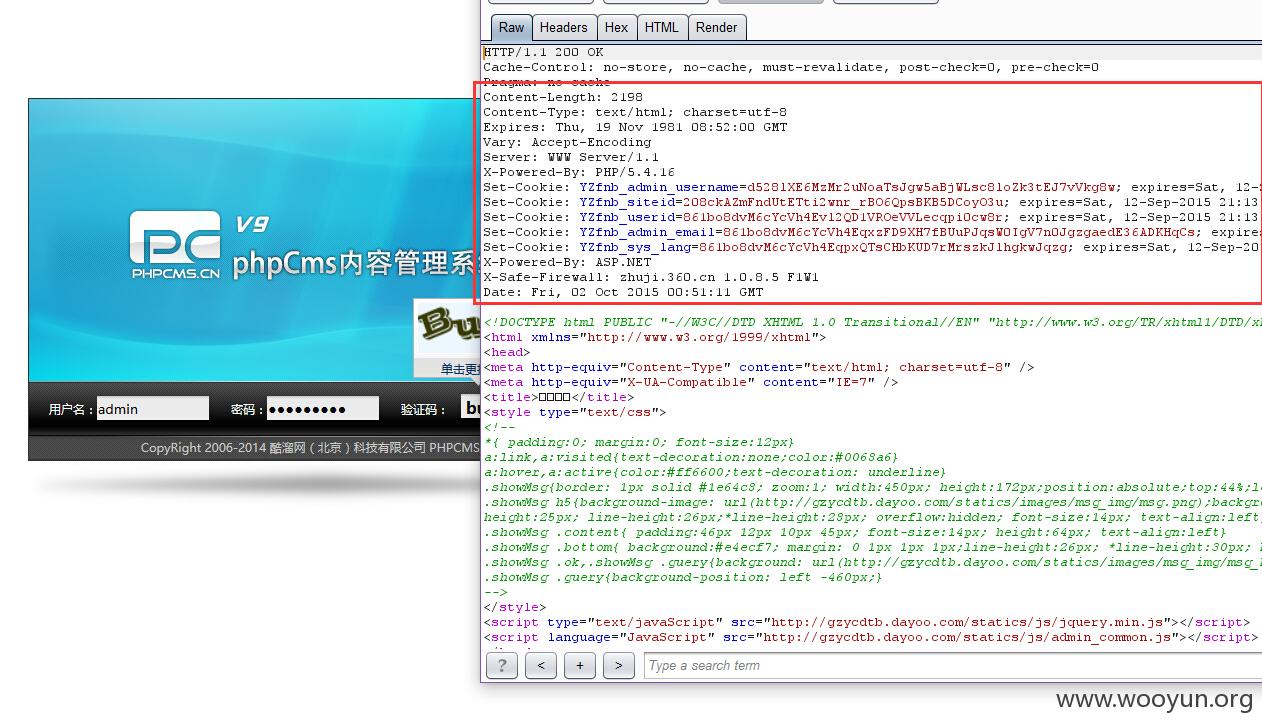 Raw Headers Hex HTML Render
HTTP/1.1 200 OK
Cache-Control: no-store, no-cache, must-revalidate, post-check=0, pre-check=0
Pragma: no-cache
Content-Length: 2198
Content-Type: text/html; charset=utf-8
Expires: Thu, 19 Nov 1981 08:52:00 GMT
Vary: Accept-Encoding
Server: WWW Server/1.1
X-Powered-By: PHP/5.4.16
Set-Cookie: YZfnb_admin_username=d528lXE6MzMr2uNoaTsJgw5aBjWLsc8loZk3tEJ7vVkg8w; expires=Sat, 12-
Set-Cookie: YZfnb_siteid=208ckAZmFndUtETti2wnr_rBO6QpsBKB5DCoyO3u; expires=Sat, 12-Sep-2015 21:13
Set-Cookie: YZfnb_userid=861bo8dvM6cYcVh4Evl2QD1VROeVVLecqpp0cw8r; expires=Sat, 12-Sep-2015 21:13
Set-Cookie: YZfnb_admin_email=861bo8dvM6cYcVh4EqxzFD9XH7fBUuPJqsWOIgV7nOJgzgaedE36ADKHqCs; expires=
Set-Cookie: YZfnb_sys_lang=861bo8dvM6cYcVh4EqpxQTsCHbKUD7rMrszkJlhgkwJqzg; expires=Sat, 12-Sep-20
X-Powered-By: ASP.NET
X-Safe-Firewall: zhuji.360.cn 1.0.8.5 F1W1
Date: Fri, 02 Oct 2015 00:51:11 GMT
<!DOCTYPE html PUBLIC "-//W3C//DTD XHTML 1.0 Transitional//EN" "http://www.w3.org/TR/xhtml1/DTD/xh
<html xmlns="http://www.w3.org/1999/xhtml">
<head>
<meta http-equiv="Content-Type" content="text/html; charset=utf-8" />
<meta http-equiv="X-UA-Compatible" content="IE=7" />
<title>□□□□</title>
<style type="text/css">
<!--
*{ padding:0; margin:0; font-size:12px}
a:link,a:visited{text-decoration:none;color:#0068a6}
a:hover,a:active{color:#ff6600;text-decoration: underline}
.showMsg{border: 1px solid #1e64c8; zoom:1; width:450px; height:172px;position:absolute;top:44%;l
.showMsg h5{background-image: url(http://gzycdtb.dayoo.com/statics/images/msg_img/msg.png);backgr
height:25px; line-height:26px;*line-height:28px; overflow:hidden; font-size:14px; text-align:left
.showMsg .content{ padding:46px 12px 10px 45px; font-size:14px; height:64px; text-align:left}
.showMsg .bottom{ background:#e4ecf7; margin: 0 1px 1px 1px;line-height:26px; *line-height:30px; h
.showMsg .ok,.showMsg .guery{background: url(http://gzycdtb.dayoo.com/statics/images/msg_img/msg_b
.showMsg .guery{background-position: left -460px;}
-->
</style>
<script type="text/javaScript" src="http://gzycdtb.dayoo.com/statics/js/jquery.min.js"></script>
<script language="JavaScript" src="http://gzycdtb.dayoo.com/statics/js/admin_common.js"></script>
? < + > Type a search term
PC V9
PHPCMS.CN phpCms内容管理系
Bu
单击更
用户名：admin 密码：●●●●●●●●● 验证码： bu
CopyRight 2006-2014 酷溜网（北京）科技有限公司 PHPCMS
www.wooyun.org